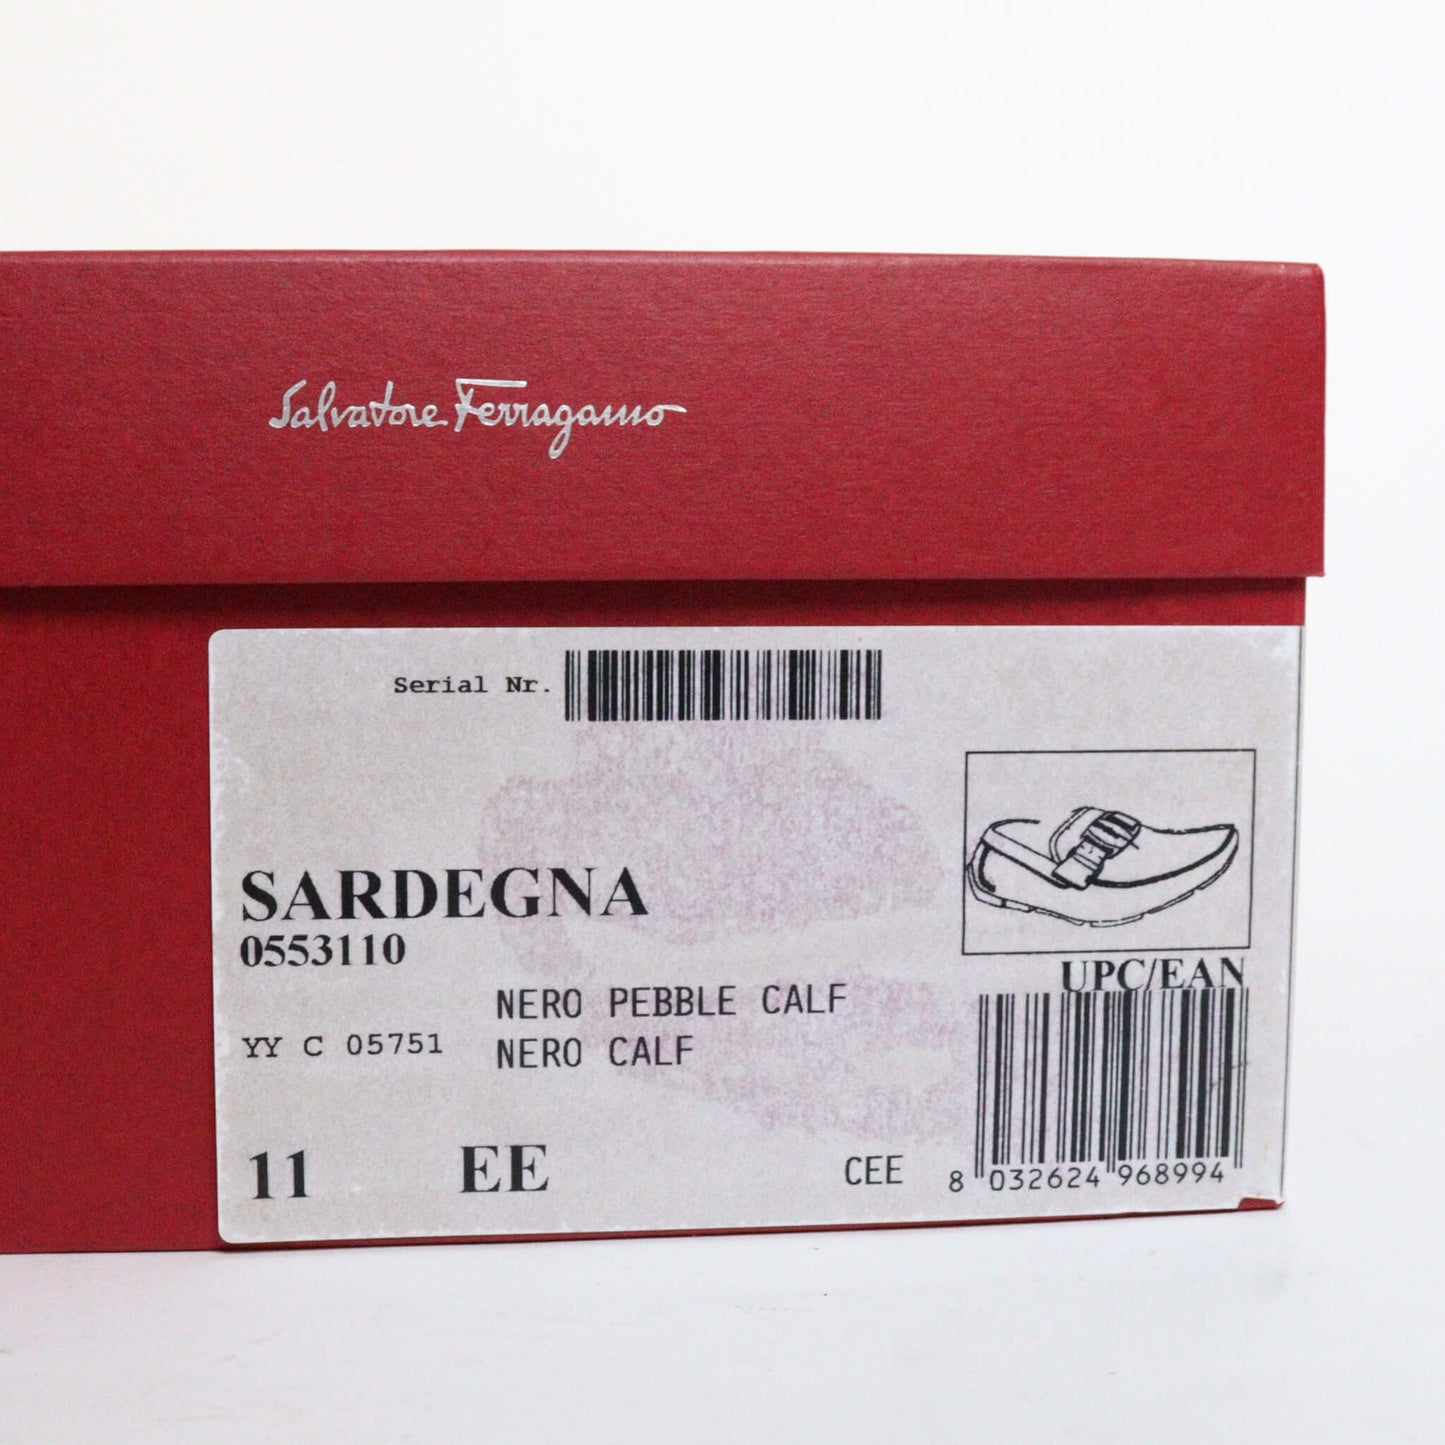 Salvatore Ferragamo
Serial Nr.
SARDEGNA
0553110
UPC/EAN
NERO PEBBLE CALF
YY C 05751 NERO CALF
11 EE CEE
8 032624 968994